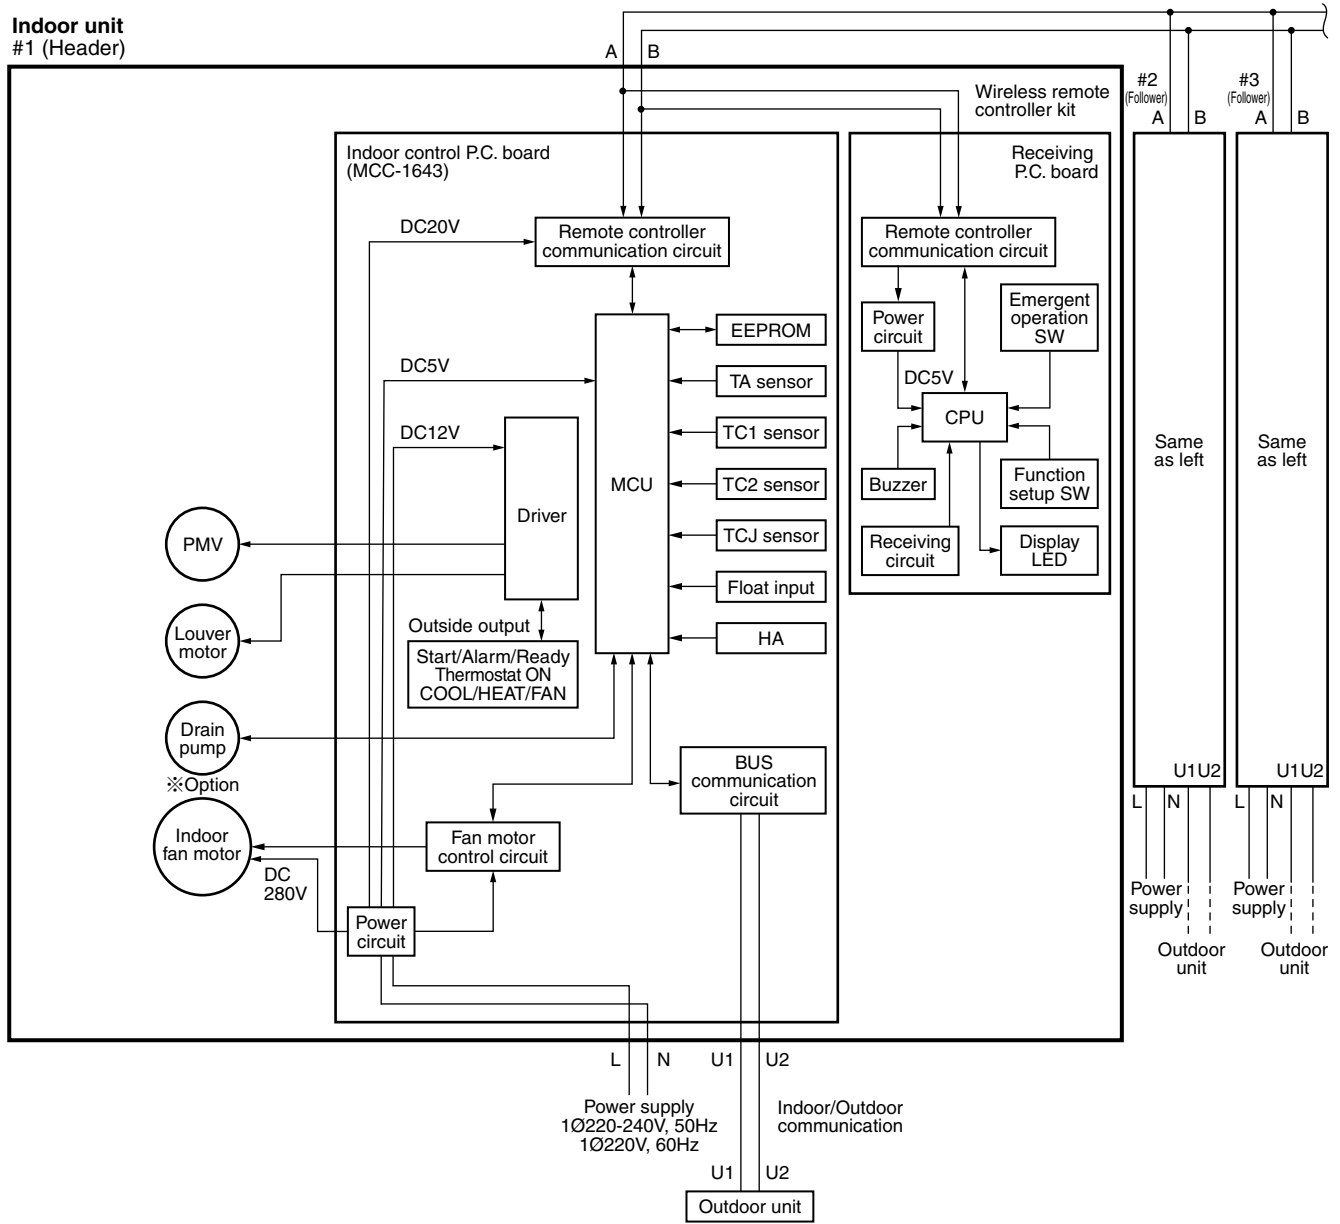 Indoor unit
#1 (Header)
A
B
Wireless remote
controller kit
#2
(Follower)
A
B
#3
(Follower)
A
B
Indoor control P.C. board
(MCC-1643)
Receiving
P.C. board
DC20V
Remote controller
communication circuit
Remote controller
communication circuit
Power
circuit
Emergent
operation
SW
EEPROM
DC5V
TA sensor
DC5V
CPU
DC12V
TC1 sensor
Same
as left
Same
as left
MCU
TC2 sensor
Buzzer
Function
setup SW
Driver
TCJ sensor
Receiving
circuit
Display
LED
PMV
Float input
Outside output
HA
Louver
motor
Start/Alarm/Ready
Thermostat ON
COOL/HEAT/FAN
Drain
pump
※Option
BUS
communication
circuit
U1U2
U1U2
L
N
L
N
Indoor
fan motor
Fan motor
control circuit
DC
280V
Power
supply
Power
supply
Power
circuit
Outdoor
unit
Outdoor
unit
L
N
U1
U2
Power supply
1Ø220-240V, 50Hz
1Ø220V, 60Hz
Indoor/Outdoor
communication
U1
U2
Outdoor unit